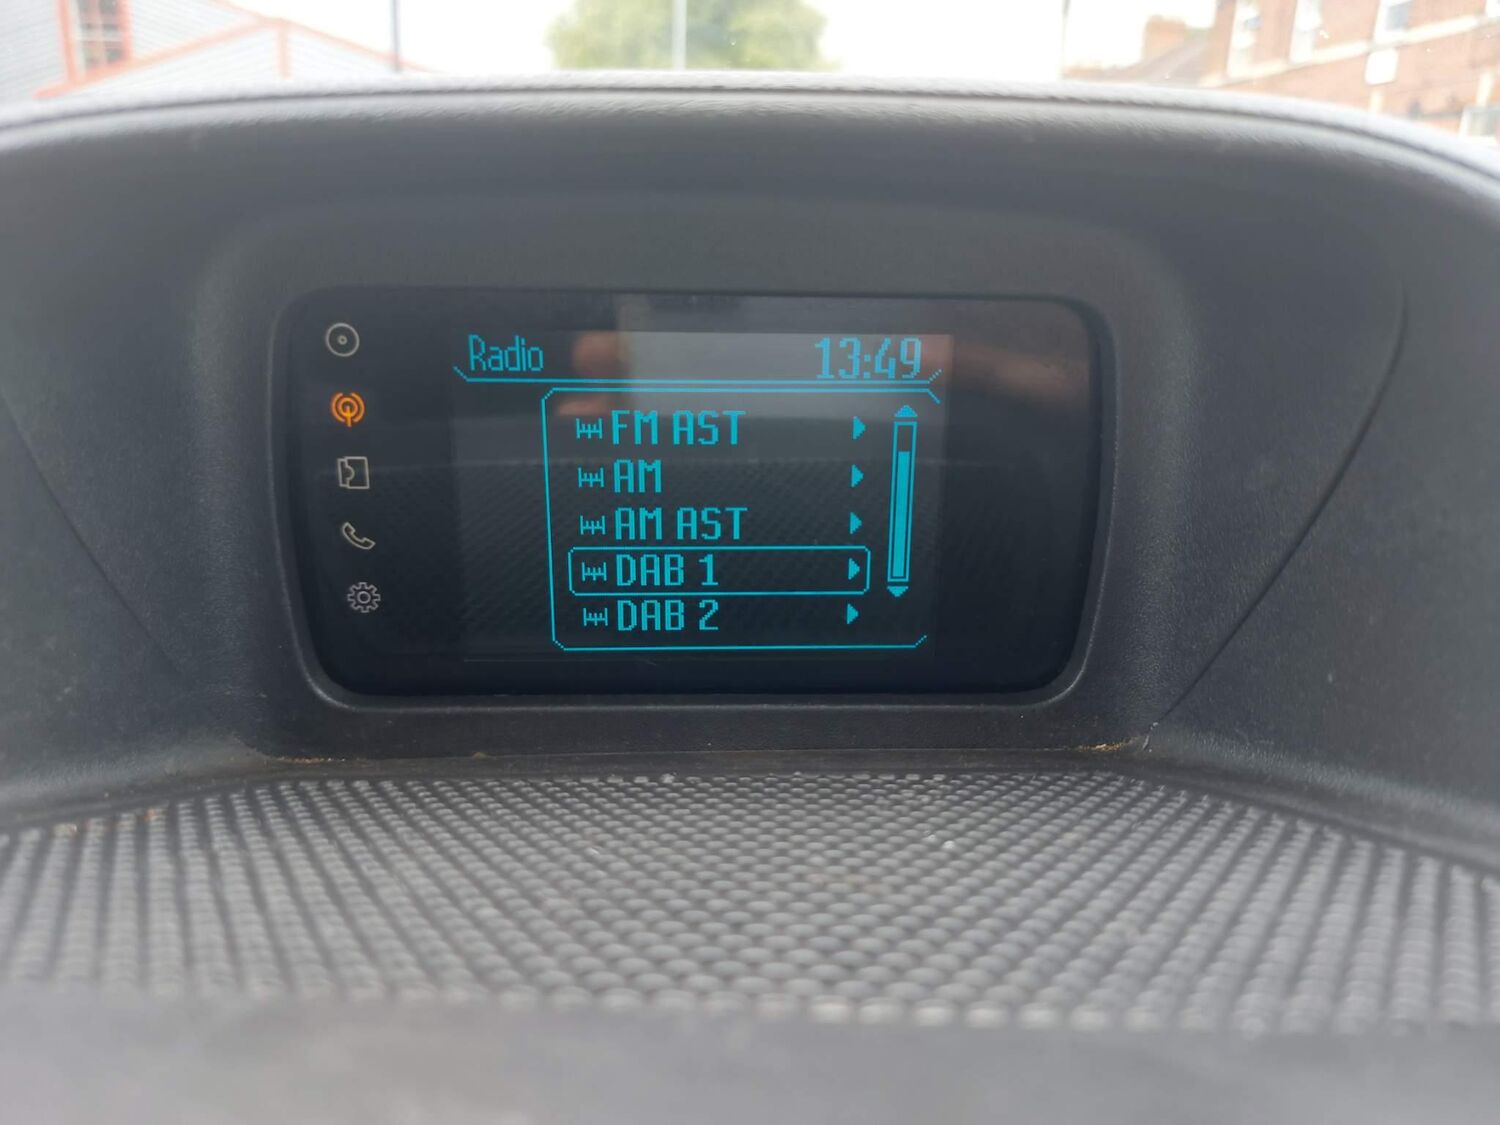 Radio 13:49
FM AST
AM
AM AST
DAB 1
DAB 2